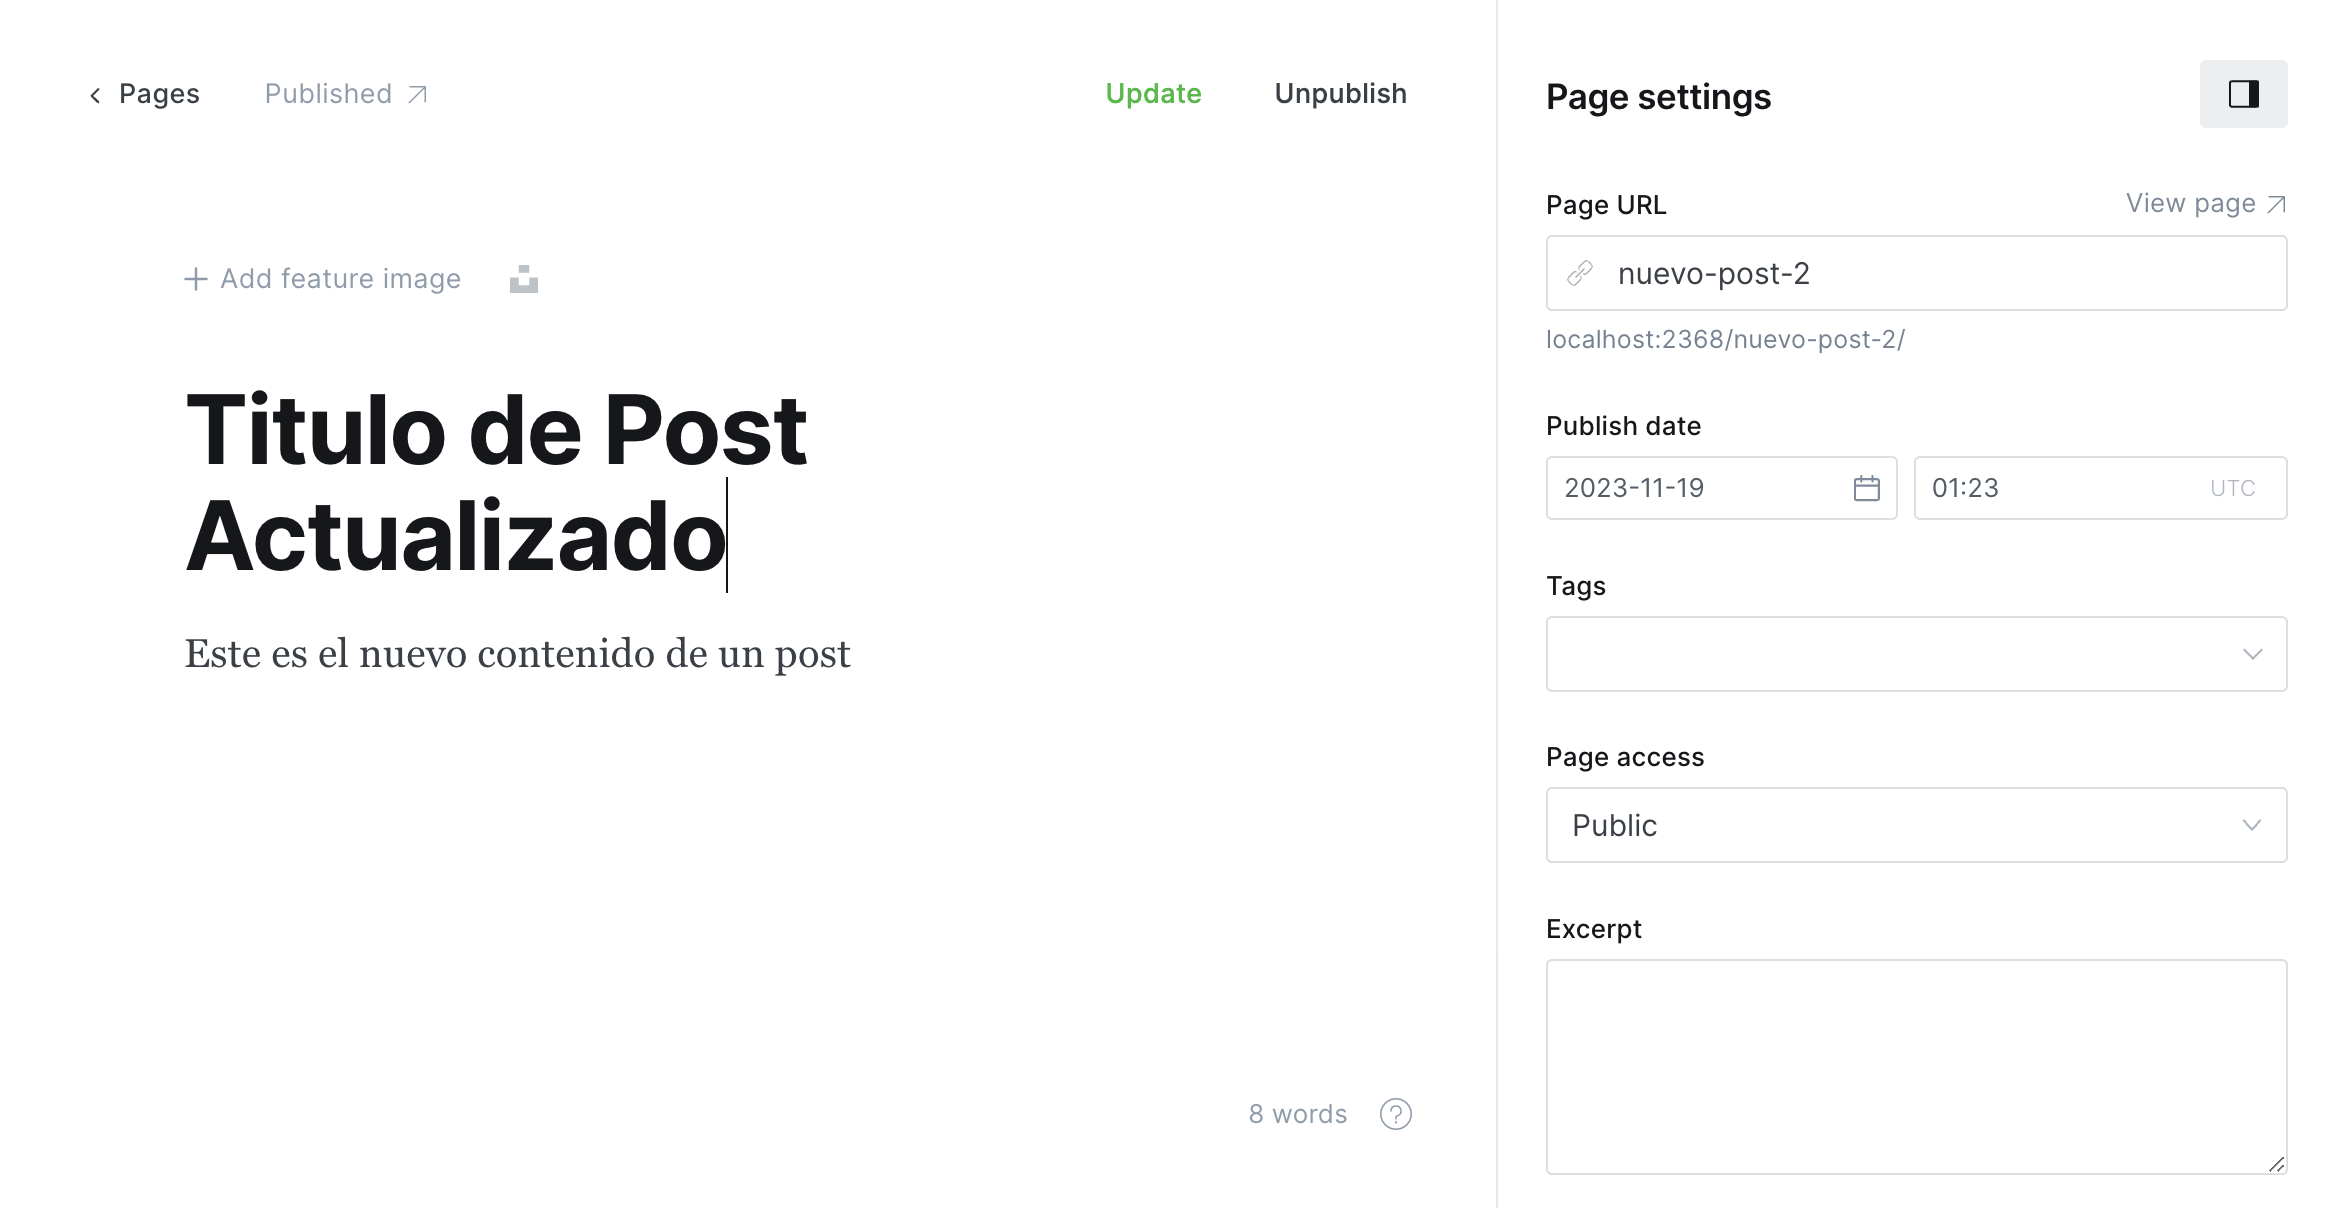 Pages
Published
Update
Unpublish
Add feature image
Titulo de Post
Actualizado
Este es el nuevo contenido de un post
8 words
?
Page settings
Page URL
View page
nuevo-post-2
localhost:2368/nuevo-post-2/
Publish date
2023-11-19
01:23
UTC
Tags
Page access
Public
Excerpt